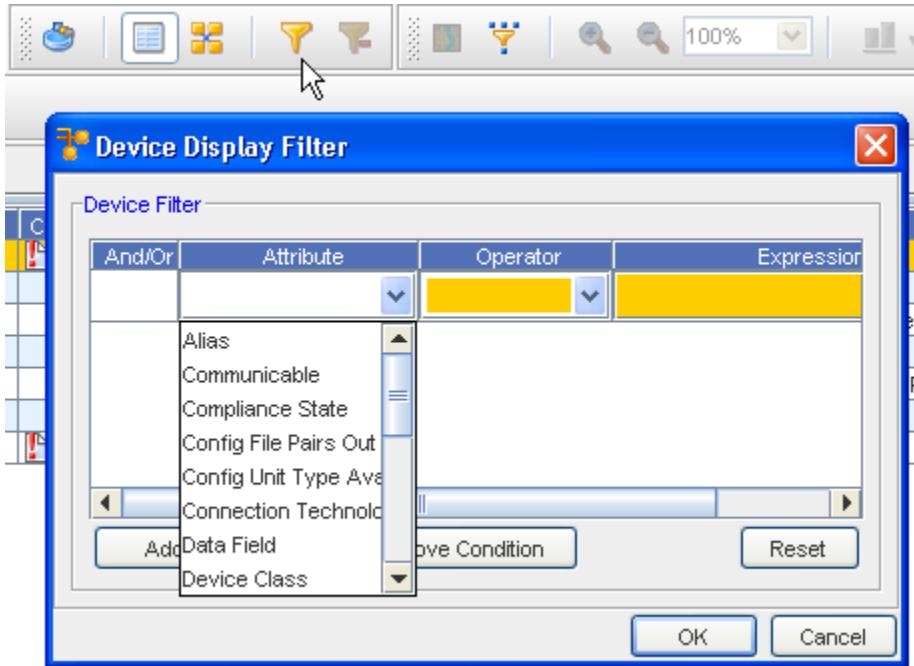 100%
Device Display Filter
Device Filter
And/Or Attribute Operator Expression
Alias
Communicable
Compliance State
Config File Pairs Out
Config Unit Type Ava
Connection Technolo
Data Field
Device Class
Add ove Condition Reset
OK Cancel